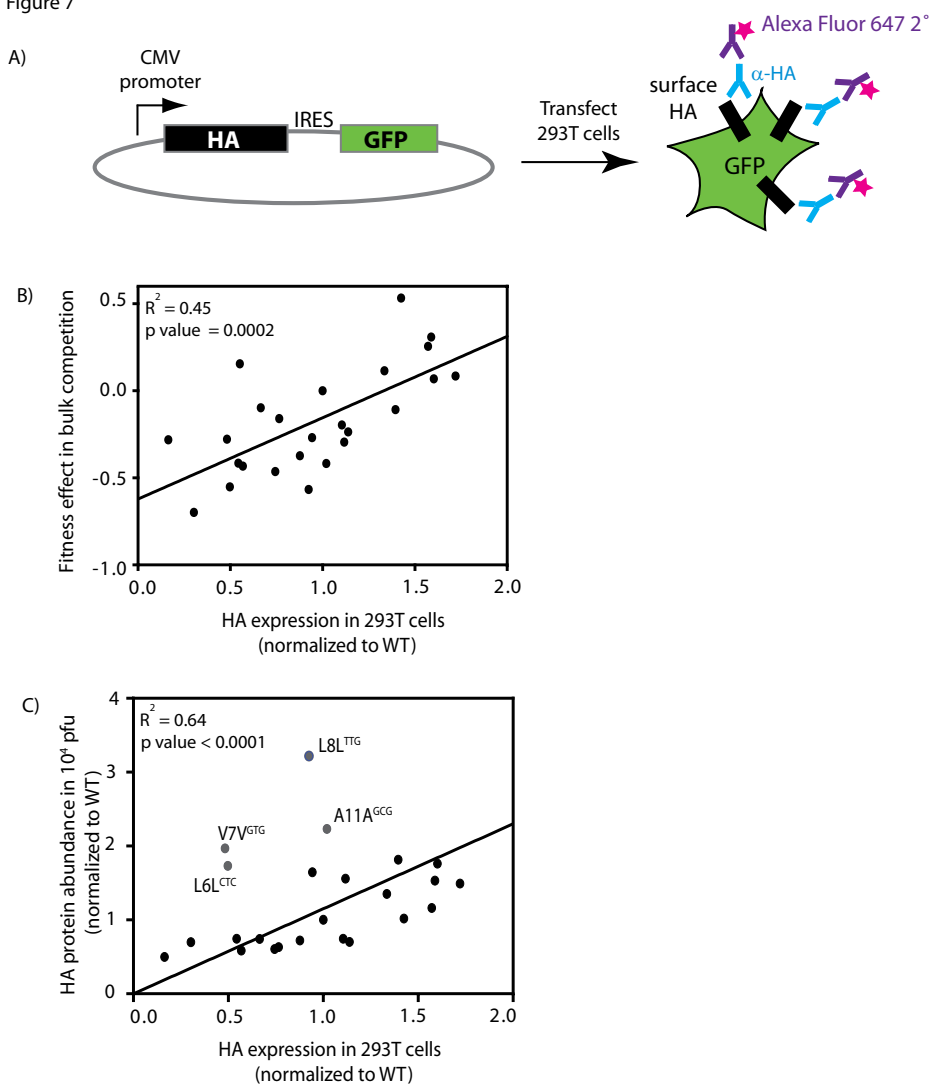 Figure 7
A)
CMV
promoter
HA
IRES
GFP
Transfect
293T cells
surface
HA
GFP
α-HA
Alexa Fluor 647 2˚
B)
R² = 0.45
p value = 0.0002
Fitness effect in bulk competition
0.5
0.0
-0.5
-1.0
0.0 0.5 1.0 1.5 2.0
HA expression in 293T cells
(normalized to WT)
C)
R² = 0.64
p value < 0.0001
HA protein abundance in 10⁴ pfu
(normalized to WT)
4
3
2
1
0
L8L^TTG
A11A^GCG
V7V^GTG
L6L^CTC
0.0 0.5 1.0 1.5 2.0
HA expression in 293T cells
(normalized to WT)